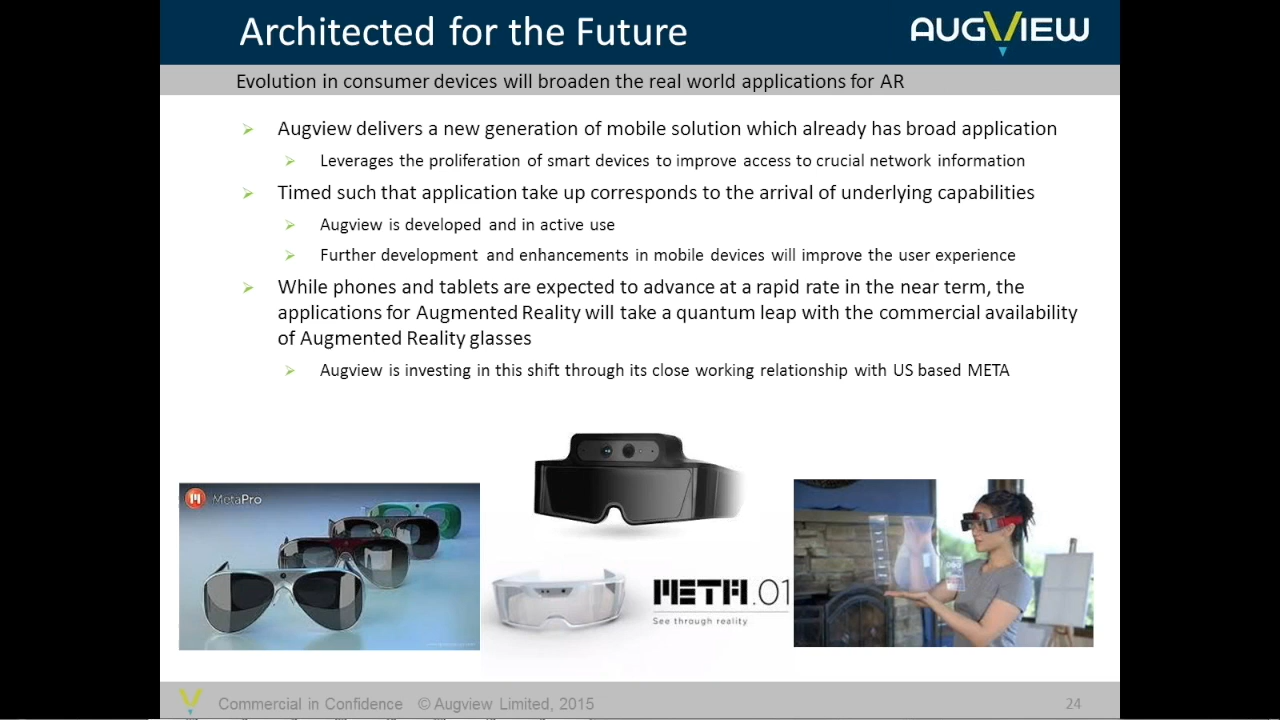 Architected for the Future
AUGVIEW
Evolution in consumer devices will broaden the real world applications for AR
Augview delivers a new generation of mobile solution which already has broad application
Leverages the proliferation of smart devices to improve access to crucial network information
Timed such that application take up corresponds to the arrival of underlying capabilities
Augview is developed and in active use
Further development and enhancements in mobile devices will improve the user experience
While phones and tablets are expected to advance at a rapid rate in the near term, the
applications for Augmented Reality will take a quantum leap with the commercial availability
of Augmented Reality glasses
Augview is investing in this shift through its close working relationship with US based META
MetaPro
META.01
See through reality
Commercial in Confidence © Augview Limited, 2015
24